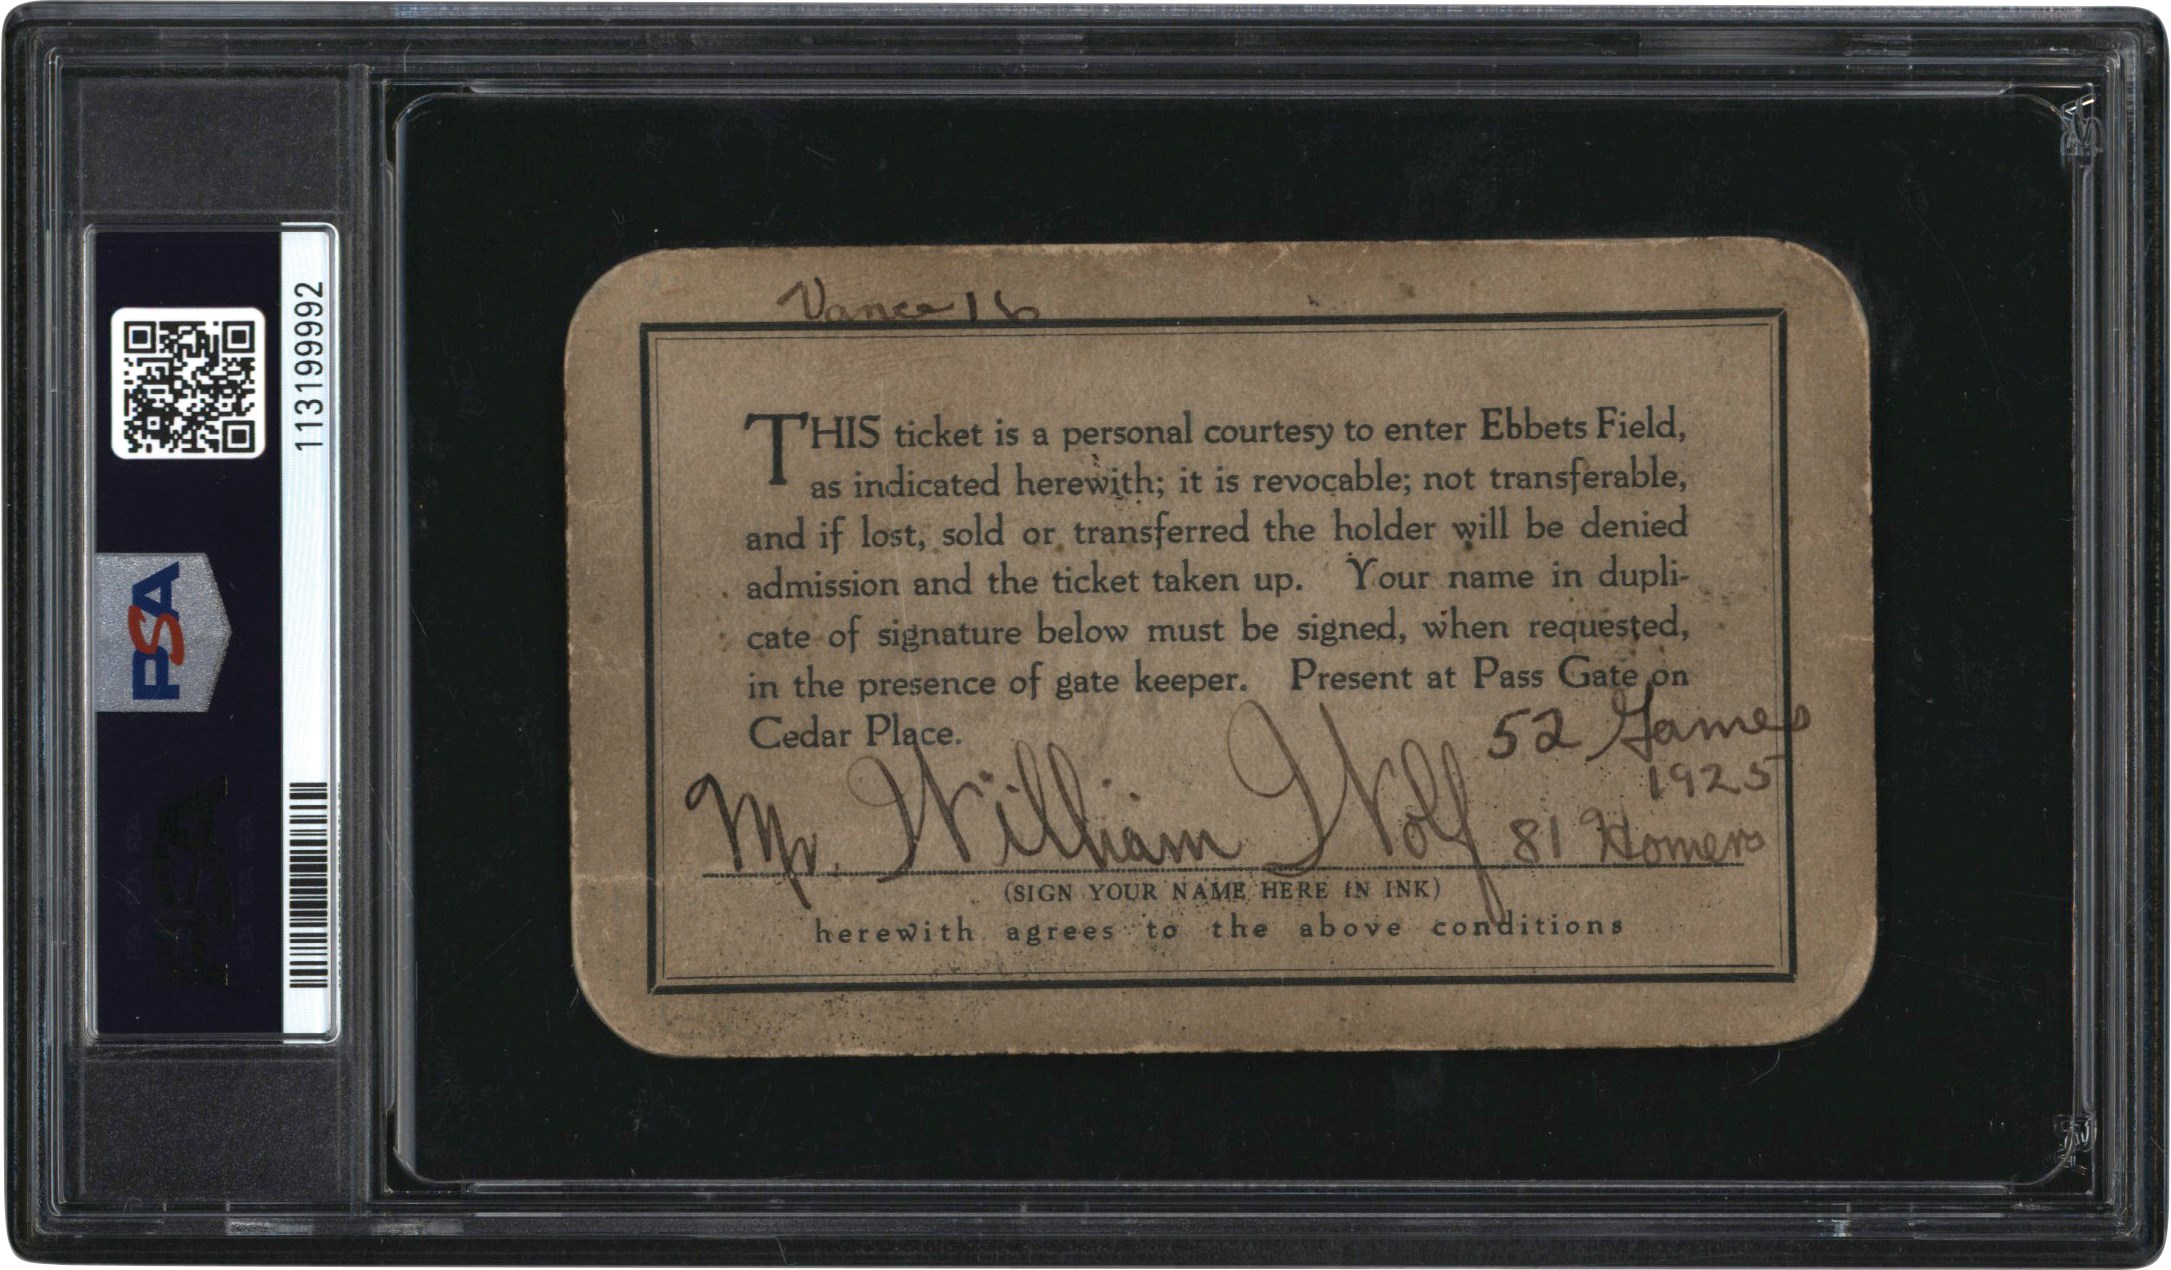 Vance 16
THIS ticket is a personal courtesy to enter Ebbets Field,
as indicated herewith; it is revocable; not transferable,
and if lost, sold or transferred the holder will be denied
admission and the ticket taken up. Your name in dupli-
cate of signature below must be signed, when requested,
in the presence of gate keeper. Present at Pass Gate on
Cedar Place.
52 Games
1925
Mr. William Wolf
81 Homers
(SIGN YOUR NAME HERE IN INK)
herewith agrees to the above conditions
113199992
PSA
PSA